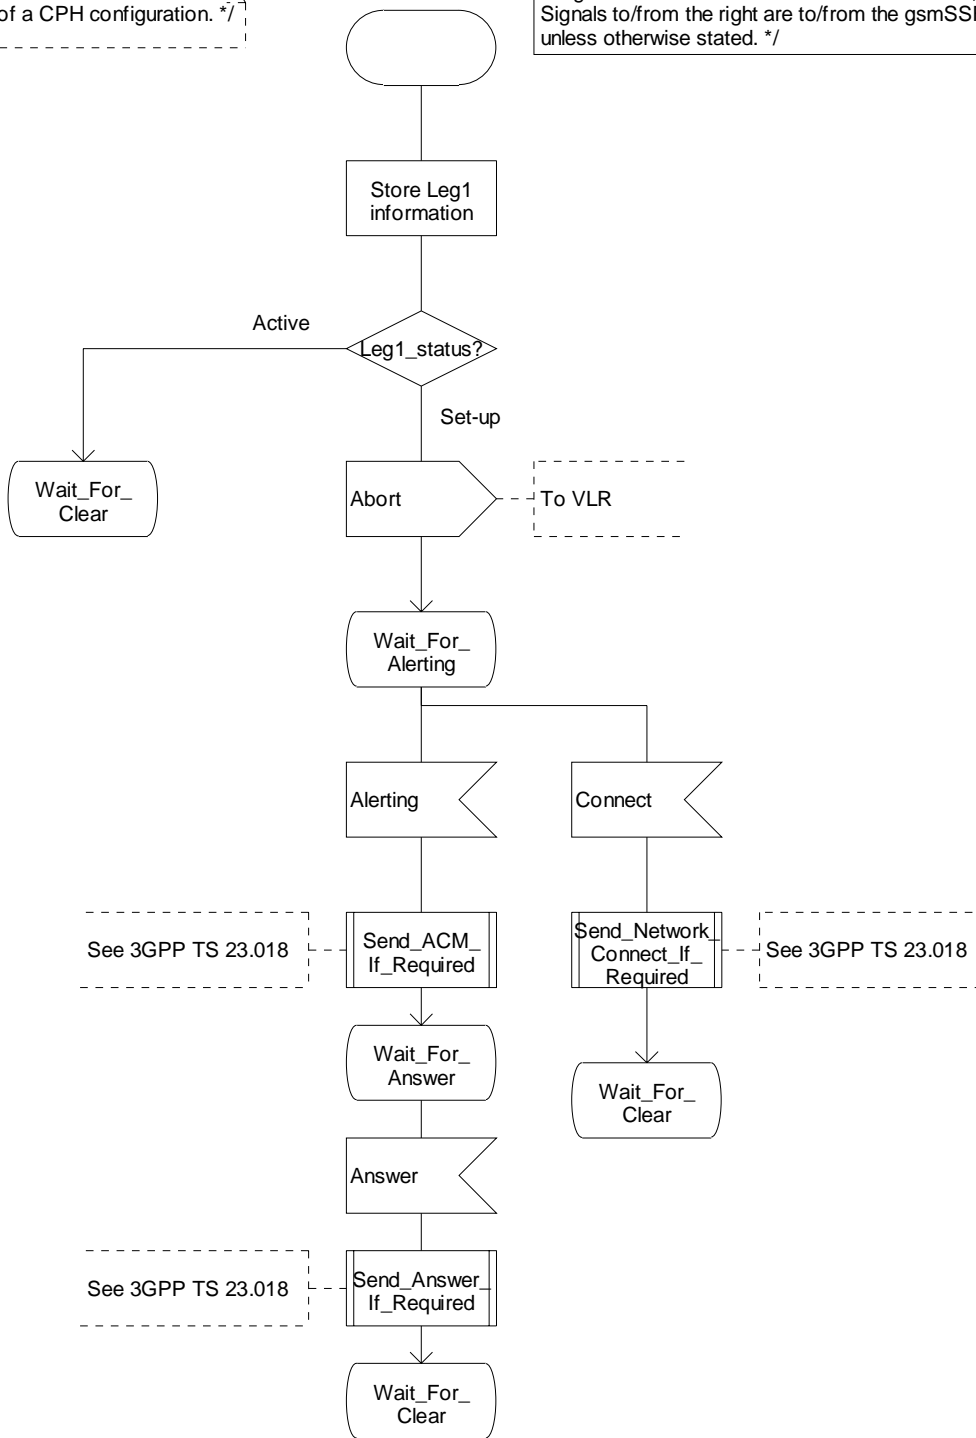 of a CPH configuration. */
Signals to/from the right are to/from the
unless otherwise stated. */
Store Leg1
information
Active
Leg1_status?
Set-up
Wait_For_
Clear
Abort
To VLR
Wait_For_
Alerting
Alerting
Connect
See 3GPP TS 23.018
Send_ACM_
If_Required
Send_Network_
Connect_If_
Required
See 3GPP TS 23.018
Wait_For_
Answer
Wait_For_
Clear
Answer
See 3GPP TS 23.018
Send_Answer_
If_Required
Wait_For_
Clear